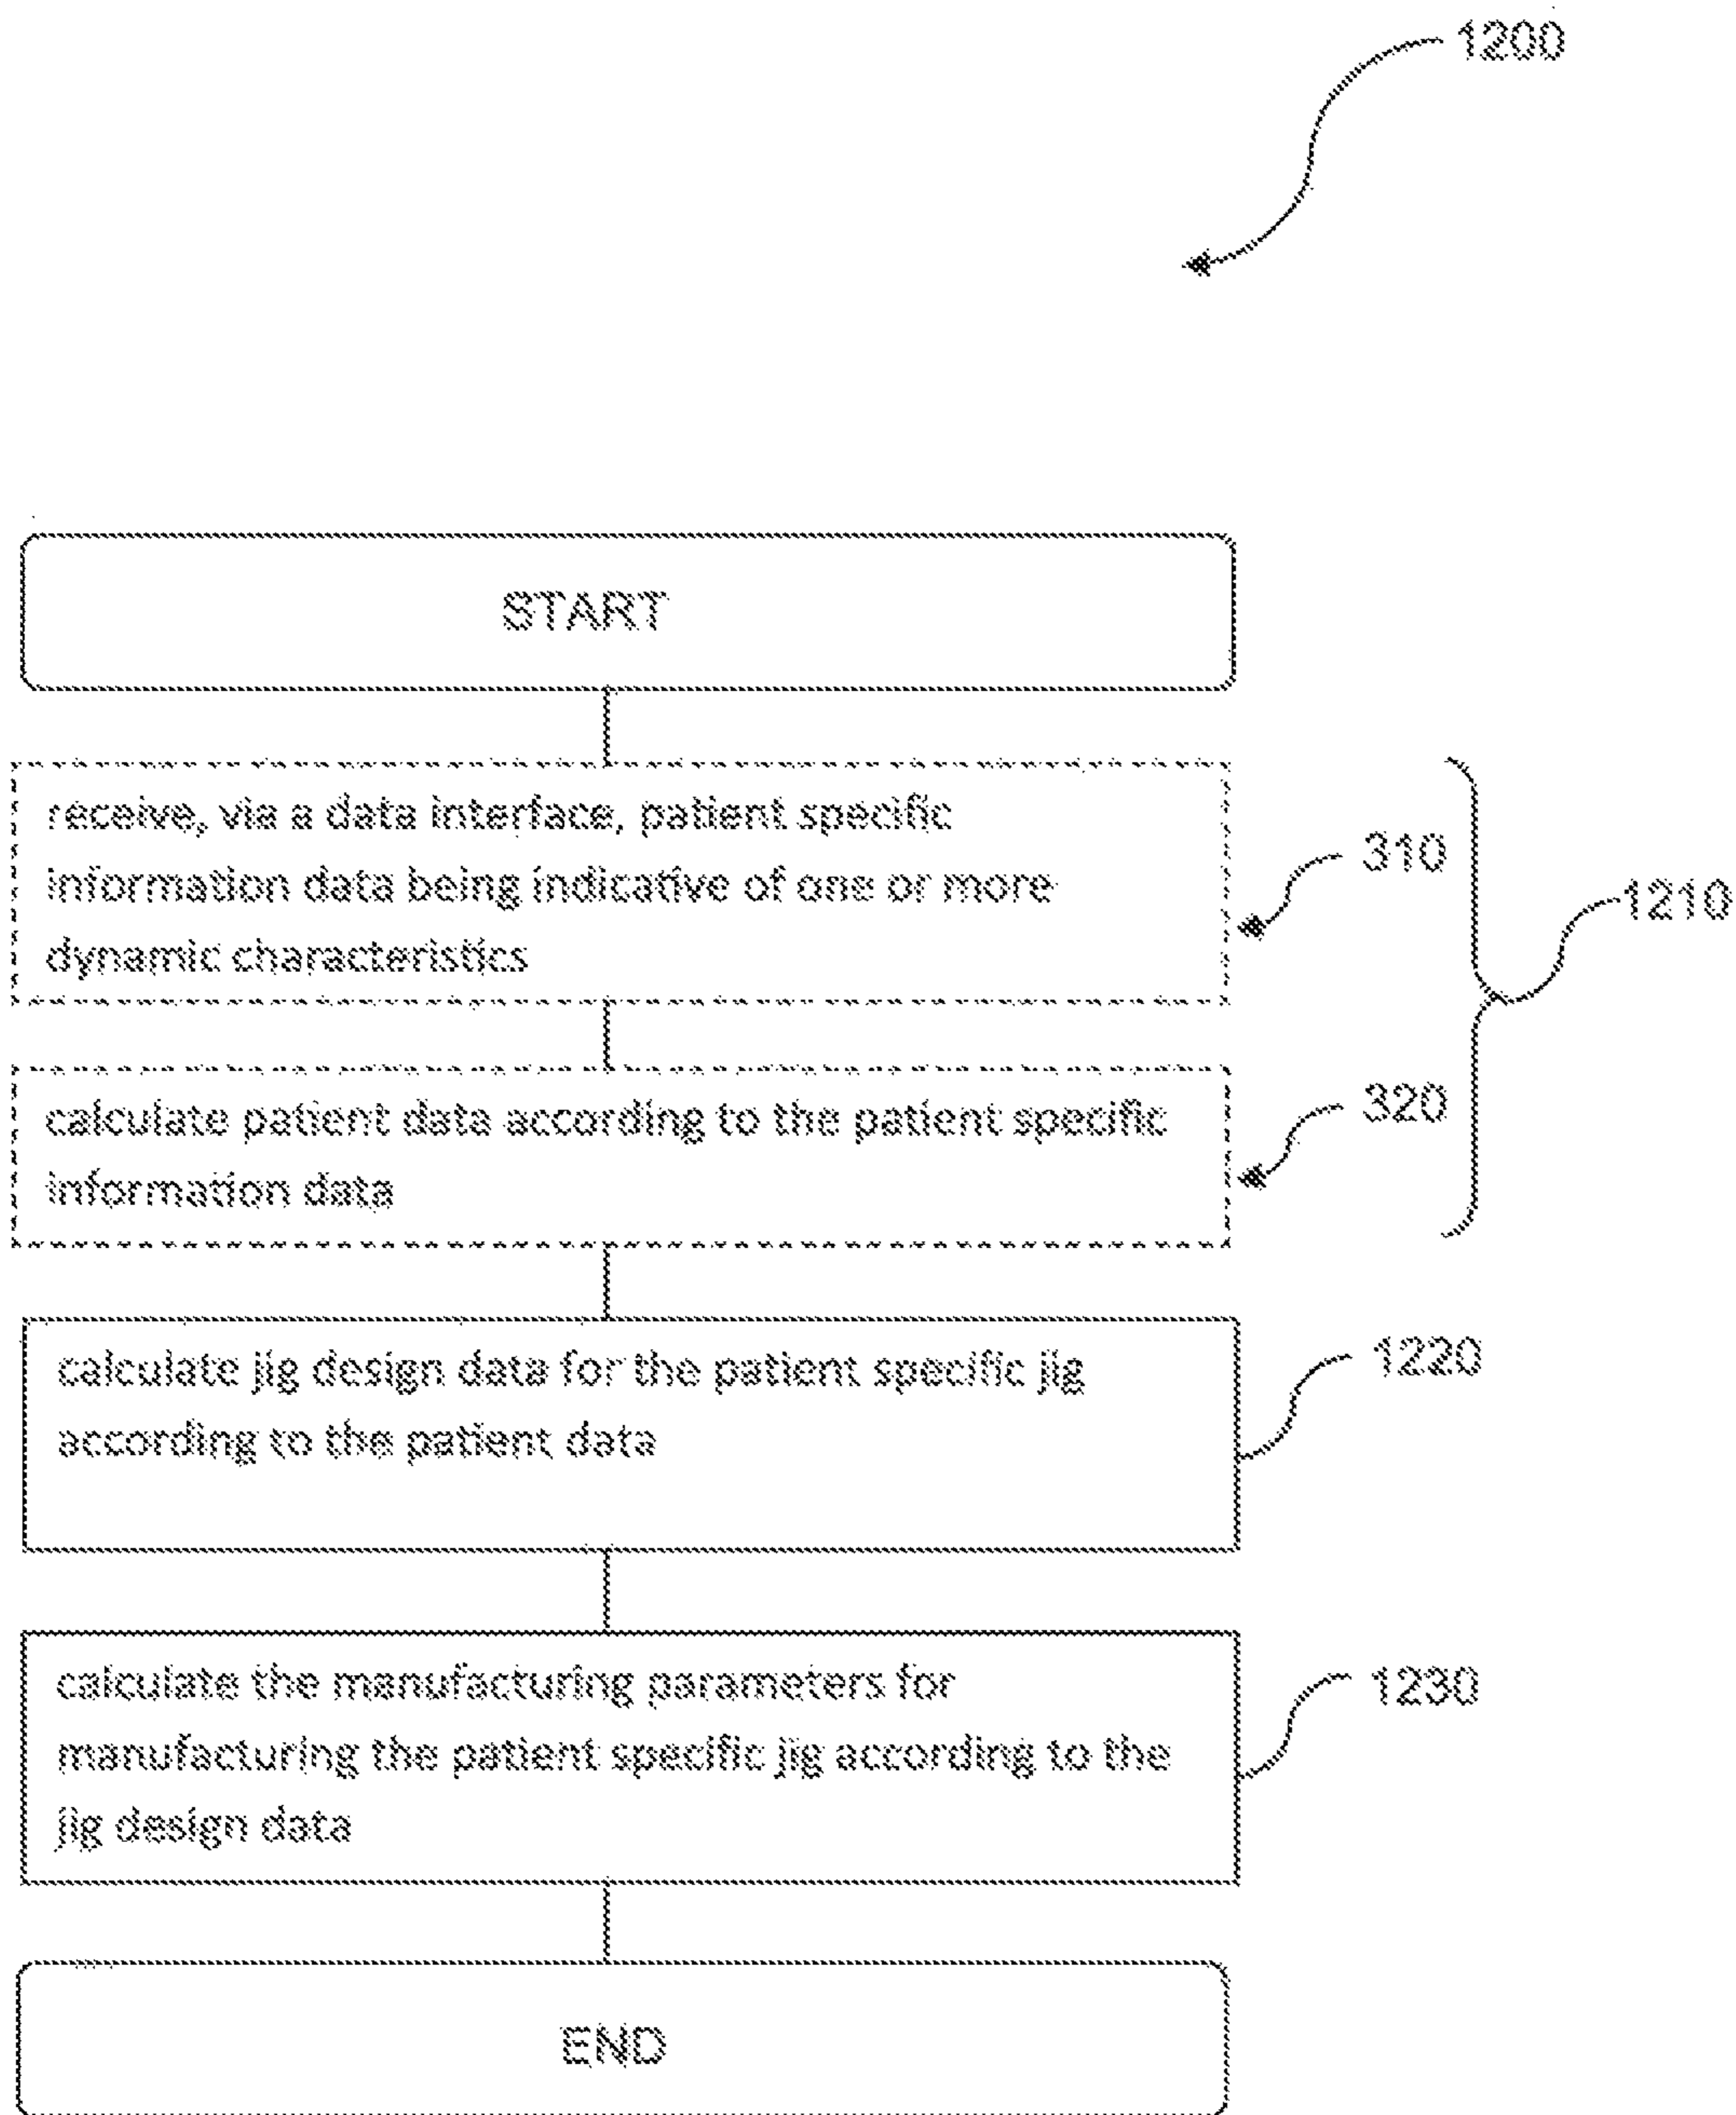 1200
START
receive, via a data interface, patient specific
information data being indicative of one or more
dynamic characteristics
310
1210
calculate patient data according to the patient specific
information data
320
calculate jig design data for the patient specific jig
according to the patient data
1220
calculate the manufacturing parameters for
manufacturing the patient specific jig according to the
jig design data
1230
END